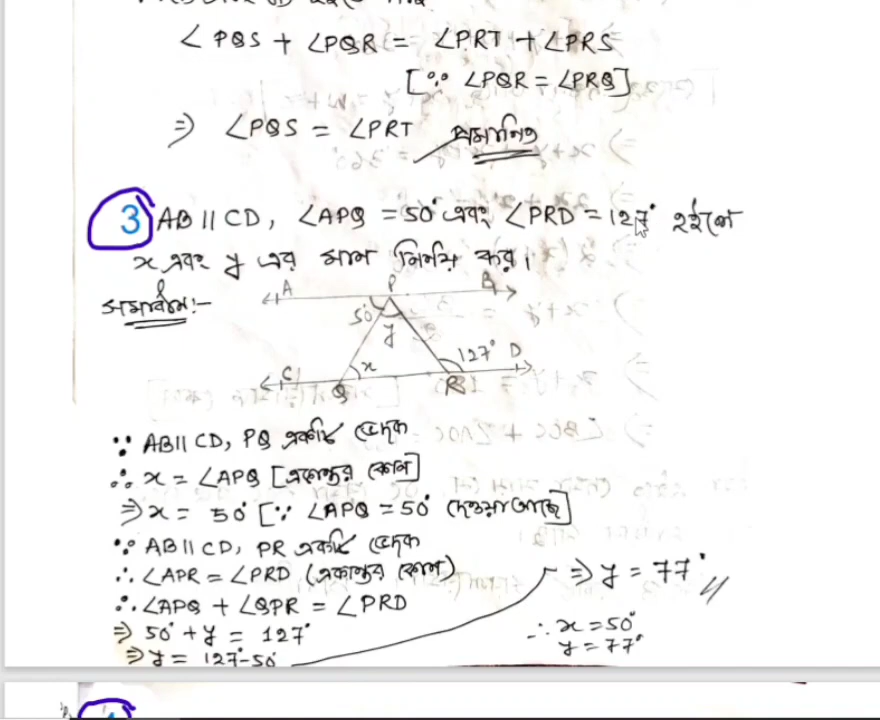 ∠PQS + ∠PQR = ∠PRT + ∠PRS
[∵ ∠PQR = ∠PRQ]
⇒ ∠PQS = ∠PRT প্রমানিত
3 AB || CD, ∠APQ = 50° এবং ∠PRD = 127° হইলে
x এবং y এর মান নির্নয় কর।
সমাধান:-
A P B
50° y
C x 127° D
Q R
∵ AB || CD, PQ একটি ছেদক
∴ x = ∠APQ [একান্তর কোন]
⇒ x = 50° [∵ ∠APQ = 50° দেওয়া আছে]
∵ AB || CD, PR একটি ছেদক
∴ ∠APR = ∠PRD (একান্তর কোন)
∴ ∠APQ + ∠QPR = ∠PRD
⇒ 50° + y = 127°
⇒ y = 127°-50°
⇒ y = 77°
∴ x = 50°
y = 77°